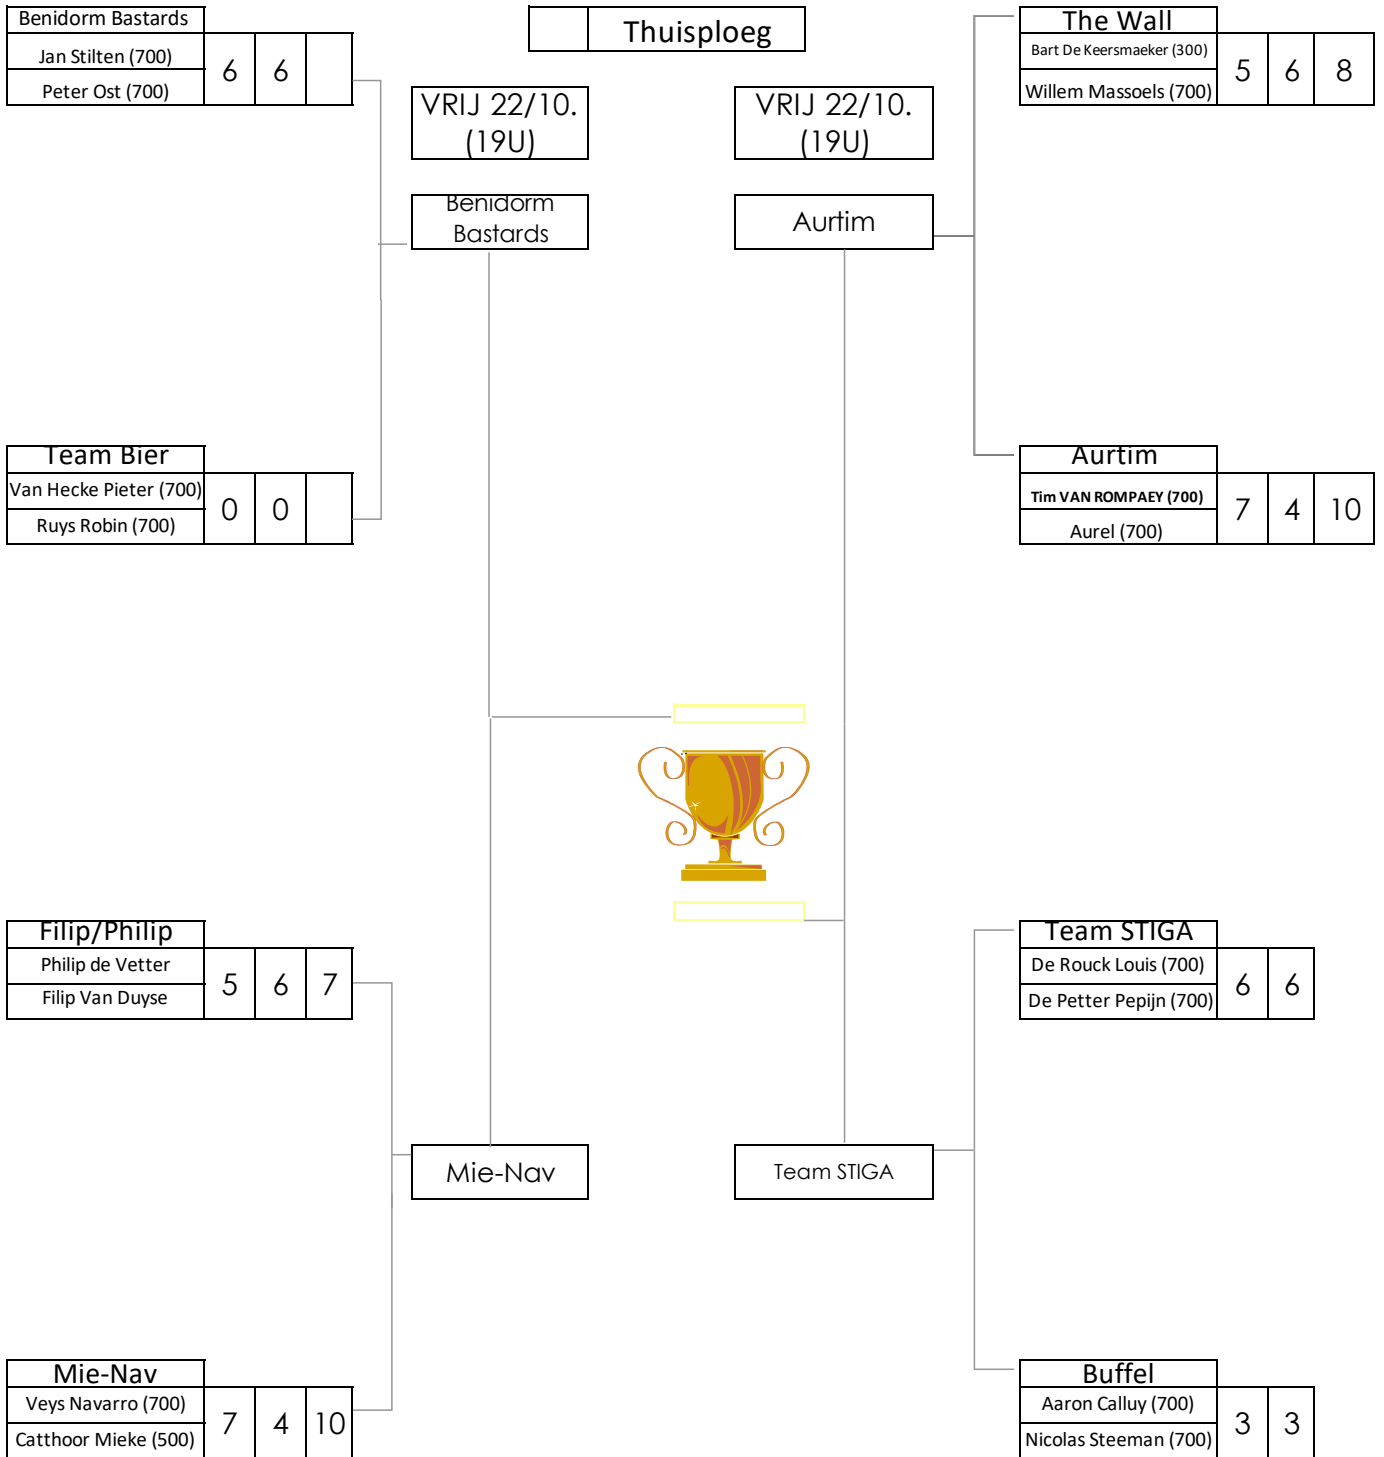 Benidorm Bastards
Jan Stilten (700)
Peter Ost (700)
6 6
Thuisploeg
VRIJ 22/10.
(19U)
VRIJ 22/10.
(19U)
The Wall
Bart De Keersmaeker (300)
Willem Massoels (700)
5 6 8
Benidorm
Bastards
Aurtim
Team Bier
Van Hecke Pieter (700)
Ruys Robin (700)
0 0
Aurtim
Tim VAN ROMPAEY (700)
Aurel (700)
7 4 10
Filip/Philip
Philip de Vetter
Filip Van Duyse
5 6 7
Team STIGA
De Rouck Louis (700)
De Petter Pepijn (700)
6 6
Mie-Nav
Team STIGA
Mie-Nav
Veys Navarro (700)
Catthoor Mieke (500)
7 4 10
Buffel
Aaron Calluy (700)
Nicolas Steeman (700)
3 3